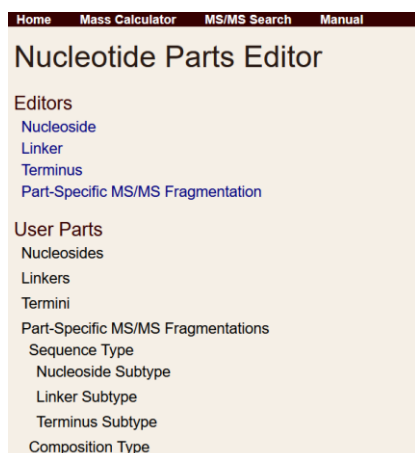 Home Mass Calculator MS/MS Search Manual
Nucleotide Parts Editor
Editors
Nucleoside
Linker
Terminus
Part-Specific MS/MS Fragmentation
User Parts
Nucleosides
Linkers
Termini
Part-Specific MS/MS Fragmentations
Sequence Type
Nucleoside Subtype
Linker Subtype
Terminus Subtype
Composition Type